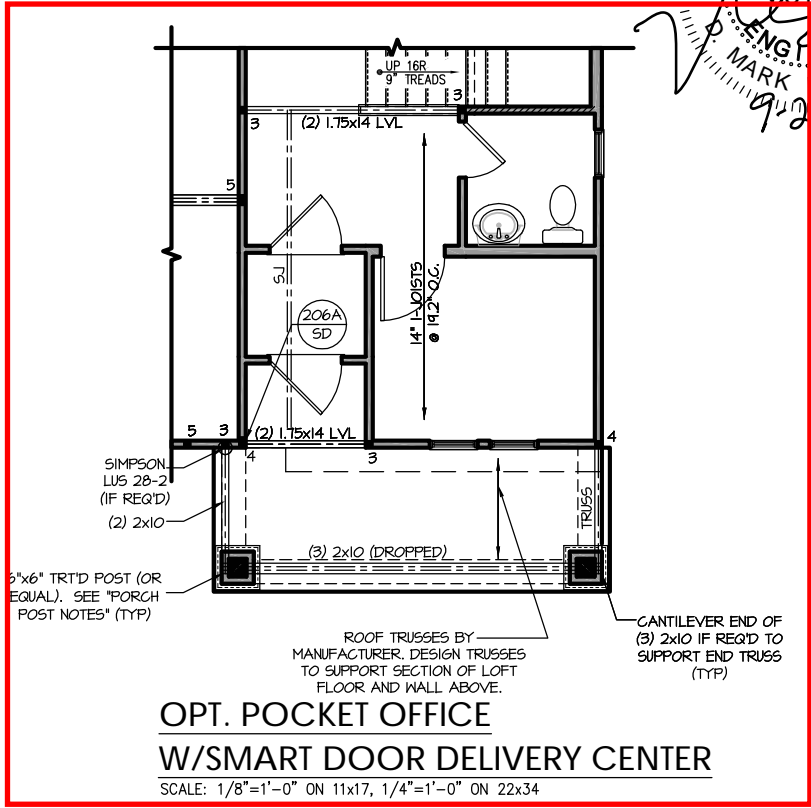 ENG
D. MARK
9-2
UP 16R
9" TREADS
3
3
(2) 1.75x14 LVL
5
SJ
14" I-JOISTS
@ 19.2" O.C.
206A
SD
5
3
(2) 1.75x14 LVL
4
3
4
SIMPSON
LUS 28-2
(IF REQ'D)
(2) 2x10
TRUSS
(3) 2x10 (DROPPED)
6"x6" TRT'D POST (OR
EQUAL). SEE "PORCH
POST NOTES" (TYP)
ROOF TRUSSES BY
MANUFACTURER. DESIGN TRUSSES
TO SUPPORT SECTION OF LOFT
FLOOR AND WALL ABOVE.
CANTILEVER END OF
(3) 2x10 IF REQ'D TO
SUPPORT END TRUSS
(TYP)
OPT. POCKET OFFICE
W/SMART DOOR DELIVERY CENTER
SCALE: 1/8"=1'-0" ON 11x17, 1/4"=1'-0" ON 22x34